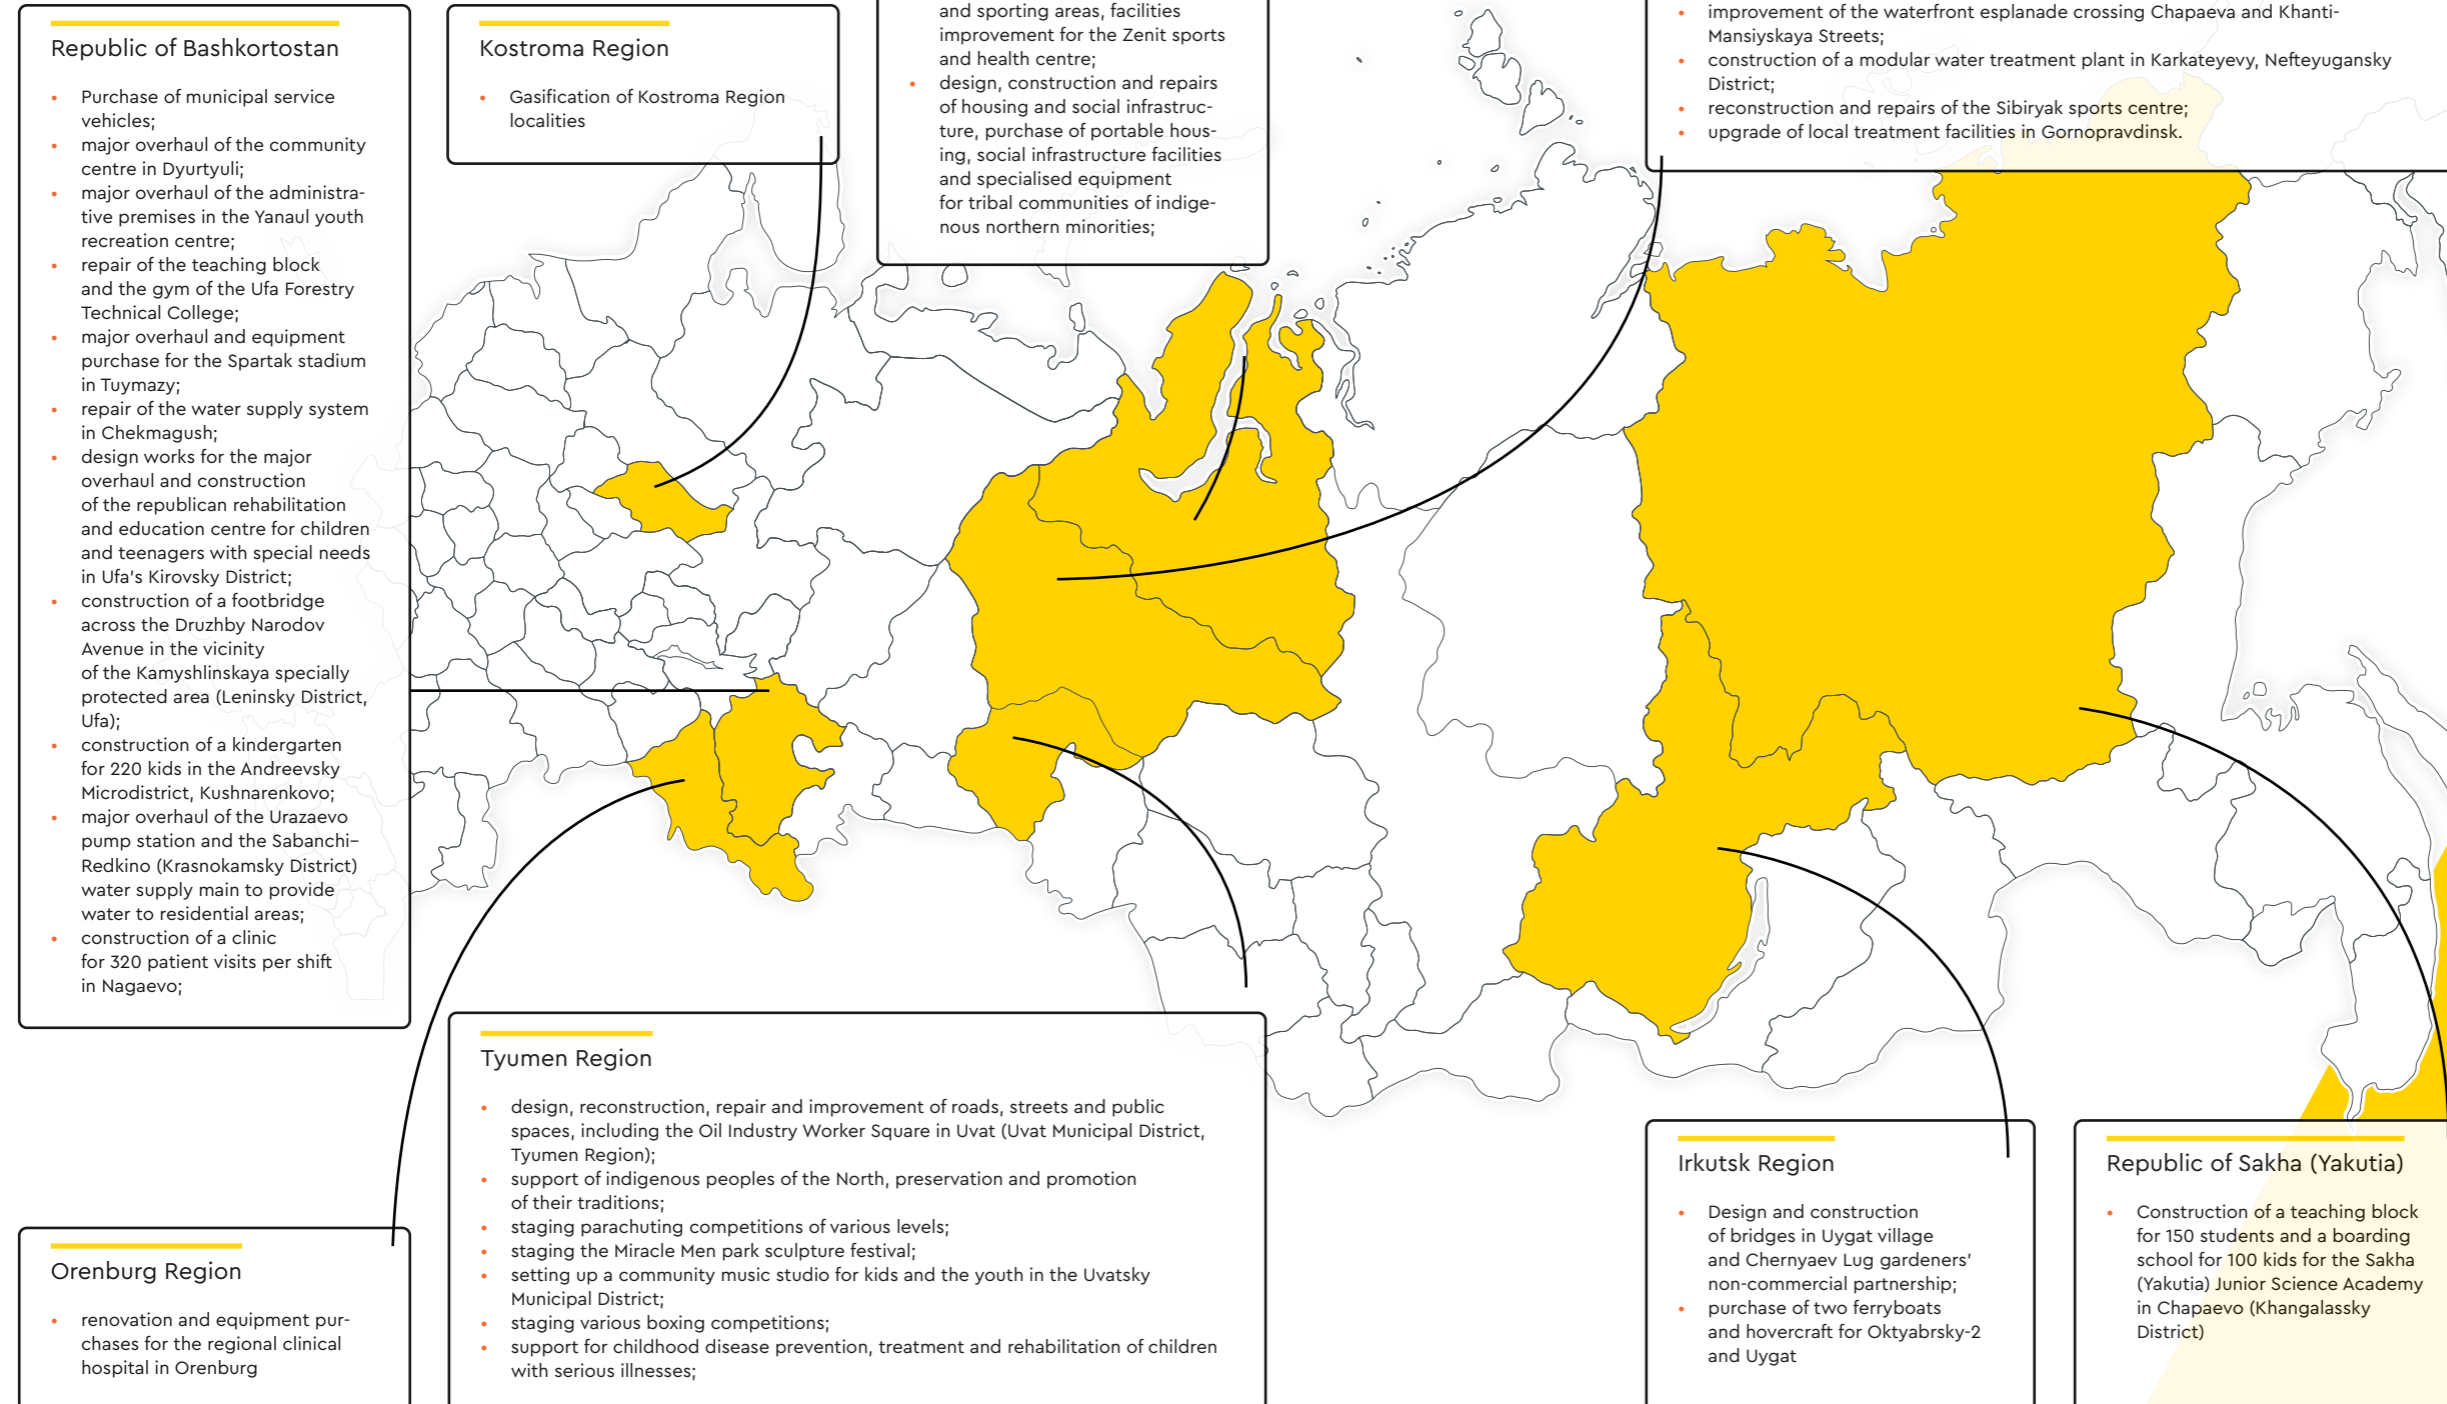 Republic of Bashkortostan
• Purchase of municipal service
vehicles;
• major overhaul of the community
centre in Dyurtyuli;
• major overhaul of the administra-
tive premises in the Yanaul youth
recreation centre;
• repair of the teaching block
and the gym of the Ufa Forestry
Technical College;
• major overhaul and equipment
purchase for the Spartak stadium
in Tuymazy;
• repair of the water supply system
in Chekmagush;
• design works for the major
overhaul and construction
of the republican rehabilitation
and education centre for children
and teenagers with special needs
in Ufa's Kirovsky District;
• construction of a footbridge
across the Druzhby Narodov
Avenue in the vicinity
of the Kamyshlinskaya specially
protected area (Leninsky District,
Ufa);
• construction of a kindergarten
for 220 kids in the Andreevsky
Microdistrict, Kushnarenkovo;
• major overhaul of the Urazaevo
pump station and the Sabanchi–
Redkino (Krasnokamsky District)
water supply main to provide
water to residential areas;
• construction of a clinic
for 320 patient visits per shift
in Nagaevo;
Kostroma Region
• Gasification of Kostroma Region
localities
and sporting areas, facilities
improvement for the Zenit sports
and health centre;
• design, construction and repairs
of housing and social infrastruc-
ture, purchase of portable hous-
ing, social infrastructure facilities
and specialised equipment
for tribal communities of indige-
nous northern minorities;
• improvement of the waterfront esplanade crossing Chapaeva and Khanti-
Mansiyskaya Streets;
• construction of a modular water treatment plant in Karkateyevy, Nefteyugansky
District;
• reconstruction and repairs of the Sibiryak sports centre;
• upgrade of local treatment facilities in Gornopravdinsk.
Orenburg Region
• renovation and equipment pur-
chases for the regional clinical
hospital in Orenburg
Tyumen Region
• design, reconstruction, repair and improvement of roads, streets and public
spaces, including the Oil Industry Worker Square in Uvat (Uvat Municipal District,
Tyumen Region);
• support of indigenous peoples of the North, preservation and promotion
of their traditions;
• staging parachuting competitions of various levels;
• staging the Miracle Men park sculpture festival;
• setting up a community music studio for kids and the youth in the Uvatsky
Municipal District;
• staging various boxing competitions;
• support for childhood disease prevention, treatment and rehabilitation of children
with serious illnesses;
Irkutsk Region
• Design and construction
of bridges in Uygat village
and Chernyaev Lug gardeners'
non-commercial partnership;
• purchase of two ferryboats
and hovercraft for Oktyabrsky-2
and Uygat
Republic of Sakha (Yakutia)
• Construction of a teaching block
for 150 students and a boarding
school for 100 kids for the Sakha
(Yakutia) Junior Science Academy
in Chapaevo (Khangalassky
District)